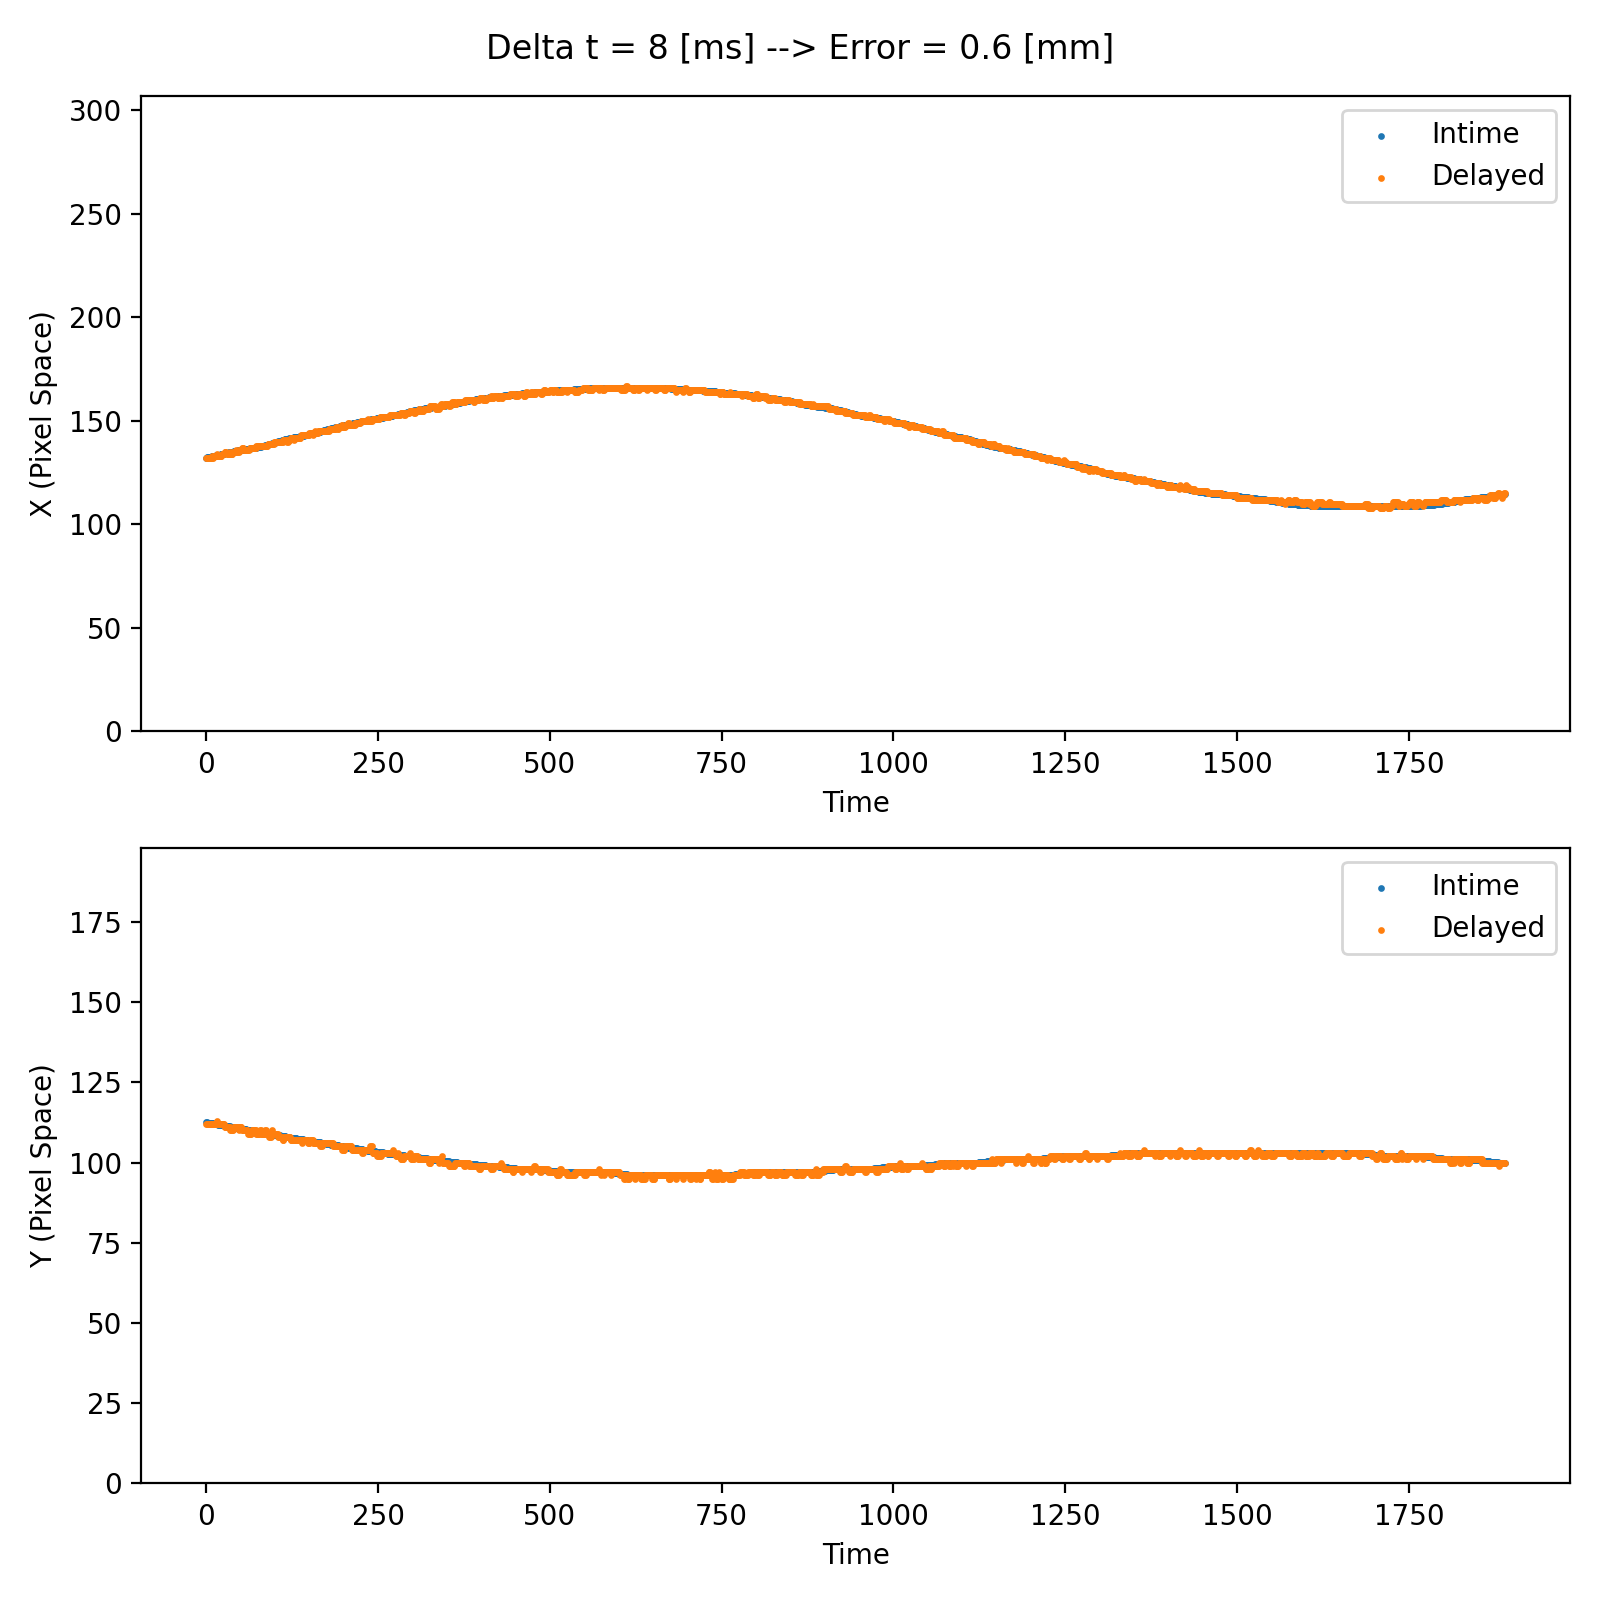 Delta t = 8 [ms] --> Error = 0.6 [mm]
300
250
200
150
100
50
0
X (Pixel Space)
Intime
Delayed
0 250 500 750 1000 1250 1500 1750
Time
175
150
125
100
75
50
25
0
Y (Pixel Space)
Intime
Delayed
0 250 500 750 1000 1250 1500 1750
Time